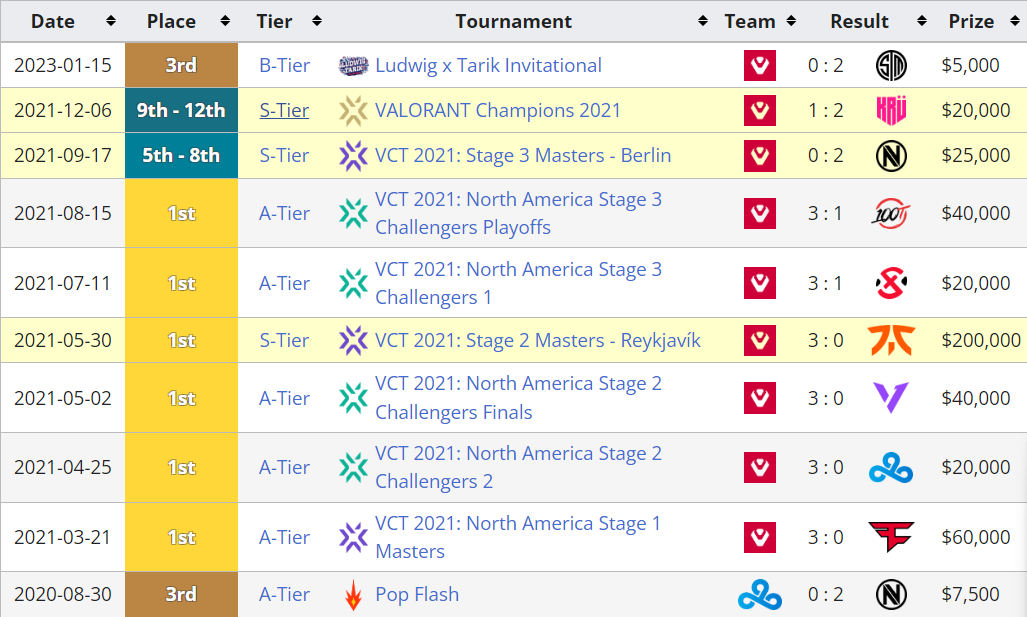 Date Place Tier Tournament Team Result Prize
2023-01-15 3rd B-Tier Ludwig x Tarik Invitational 0 : 2 $5,000
2021-12-06 9th - 12th S-Tier VALORANT Champions 2021 1 : 2 KRÜ $20,000
2021-09-17 5th - 8th S-Tier VCT 2021: Stage 3 Masters - Berlin 0 : 2 $25,000
2021-08-15 1st A-Tier VCT 2021: North America Stage 3
Challengers Playoffs 3 : 1 100T $40,000
2021-07-11 1st A-Tier VCT 2021: North America Stage 3
Challengers 1 3 : 1 $20,000
2021-05-30 1st S-Tier VCT 2021: Stage 2 Masters - Reykjavík 3 : 0 $200,000
2021-05-02 1st A-Tier VCT 2021: North America Stage 2
Challengers Finals 3 : 0 $40,000
2021-04-25 1st A-Tier VCT 2021: North America Stage 2
Challengers 2 3 : 0 $20,000
2021-03-21 1st A-Tier VCT 2021: North America Stage 1
Masters 3 : 0 $60,000
2020-08-30 3rd A-Tier Pop Flash 0 : 2 $7,500